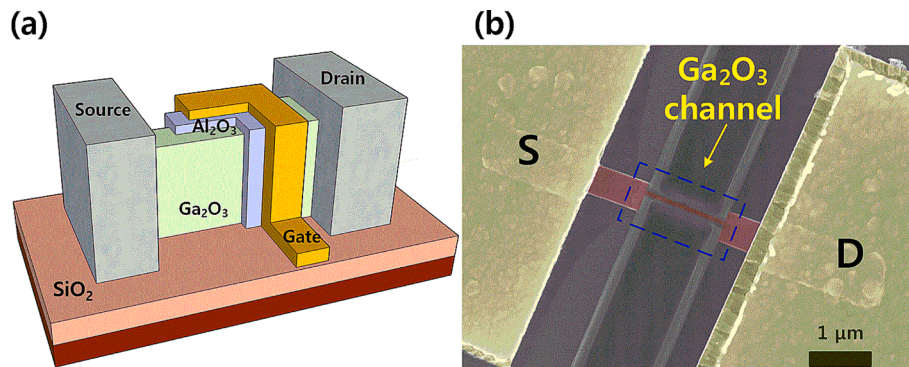 (a)
Source
Drain
Al₂O₃
Ga₂O₃
Gate
SiO₂
(b)
Ga₂O₃
channel
S
D
1 μm